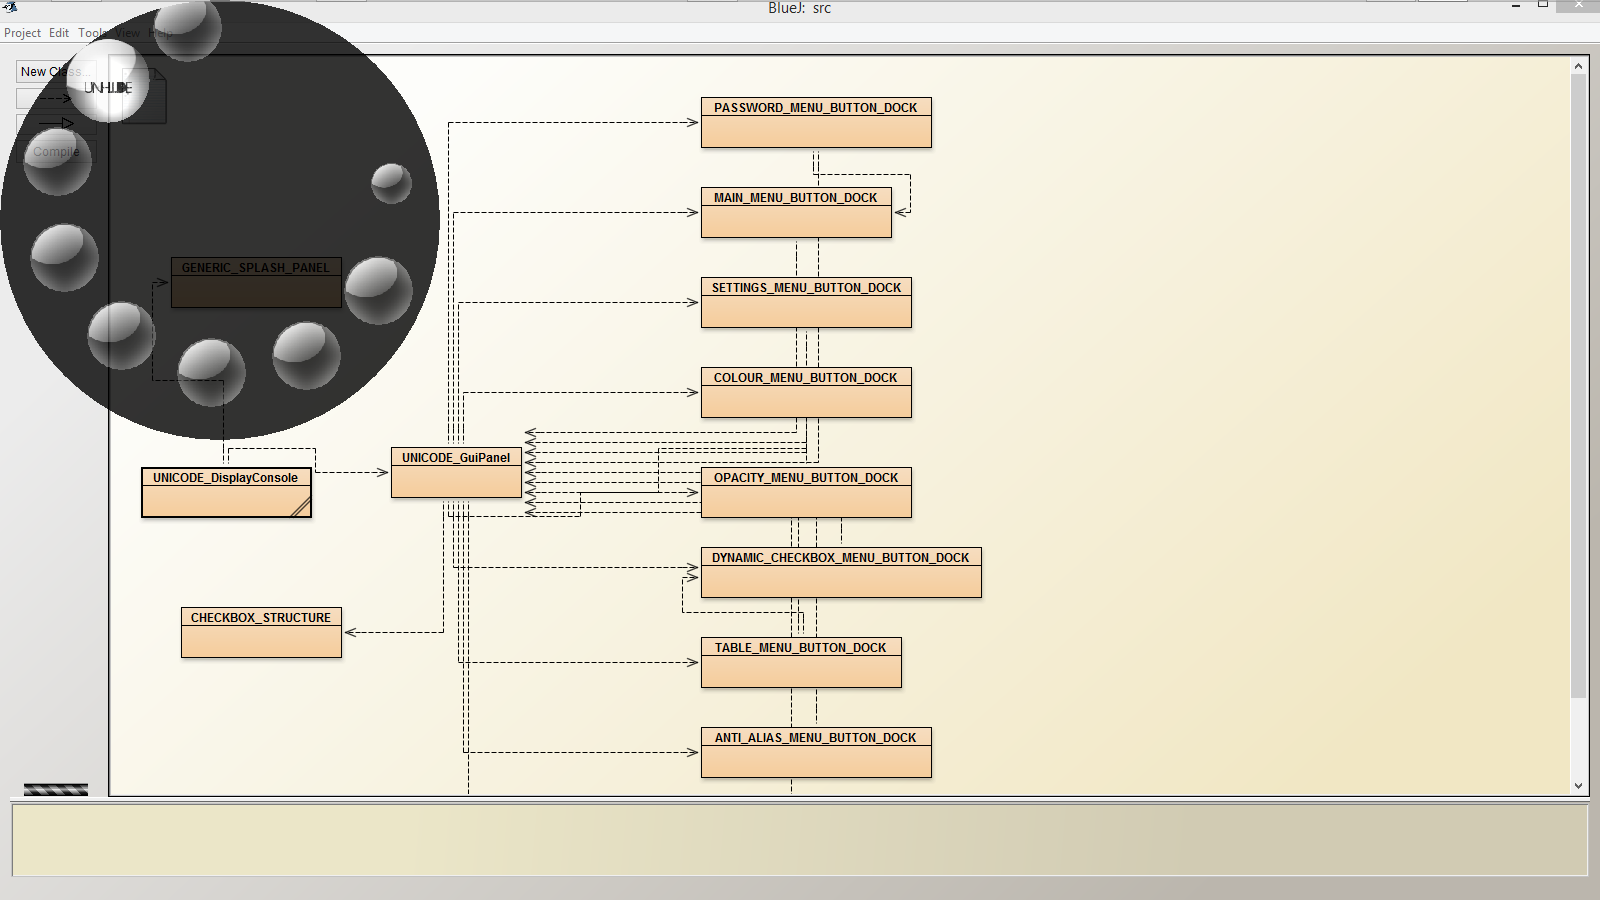 BlueJ: src
Project Edit Tools View Help
New Class...
Compile
PASSWORD_MENU_BUTTON_DOCK
MAIN_MENU_BUTTON_DOCK
GENERIC_SPLASH_PANEL
SETTINGS_MENU_BUTTON_DOCK
COLOUR_MENU_BUTTON_DOCK
UNICODE_GuiPanel
UNICODE_DisplayConsole
OPACITY_MENU_BUTTON_DOCK
DYNAMIC_CHECKBOX_MENU_BUTTON_DOCK
CHECKBOX_STRUCTURE
TABLE_MENU_BUTTON_DOCK
ANTI_ALIAS_MENU_BUTTON_DOCK